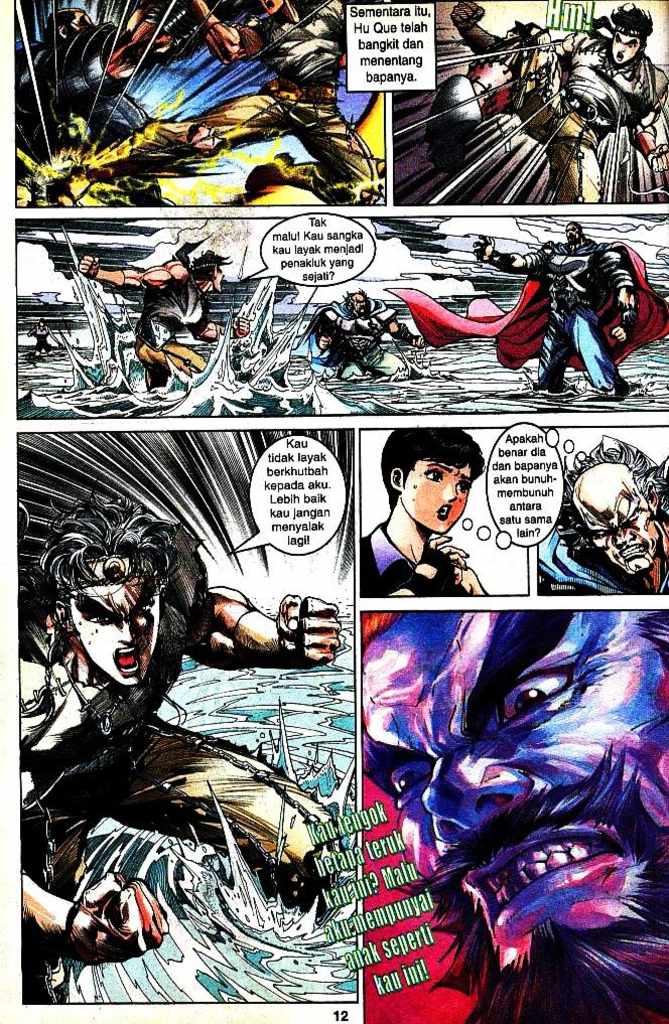 Sementara itu,
Hu Que telah
bangkit dan
menentang
bapanya.
Hm!
Tak
malu! Kau sangka
kau layak menjadi
penakluk yang
sejati?
Kau
tidak layak
berkhutbah
kepada aku.
Lebih baik
kau jangan
menyalak
lagi!
Apakah
benar dia
dan bapanya
akan bunuh-
membunuh
antara
satu sama
lain?
Kau tengok
betapa teruk
kau ini? Malu
aku mempunyai
anak seperti
kau ini!
12